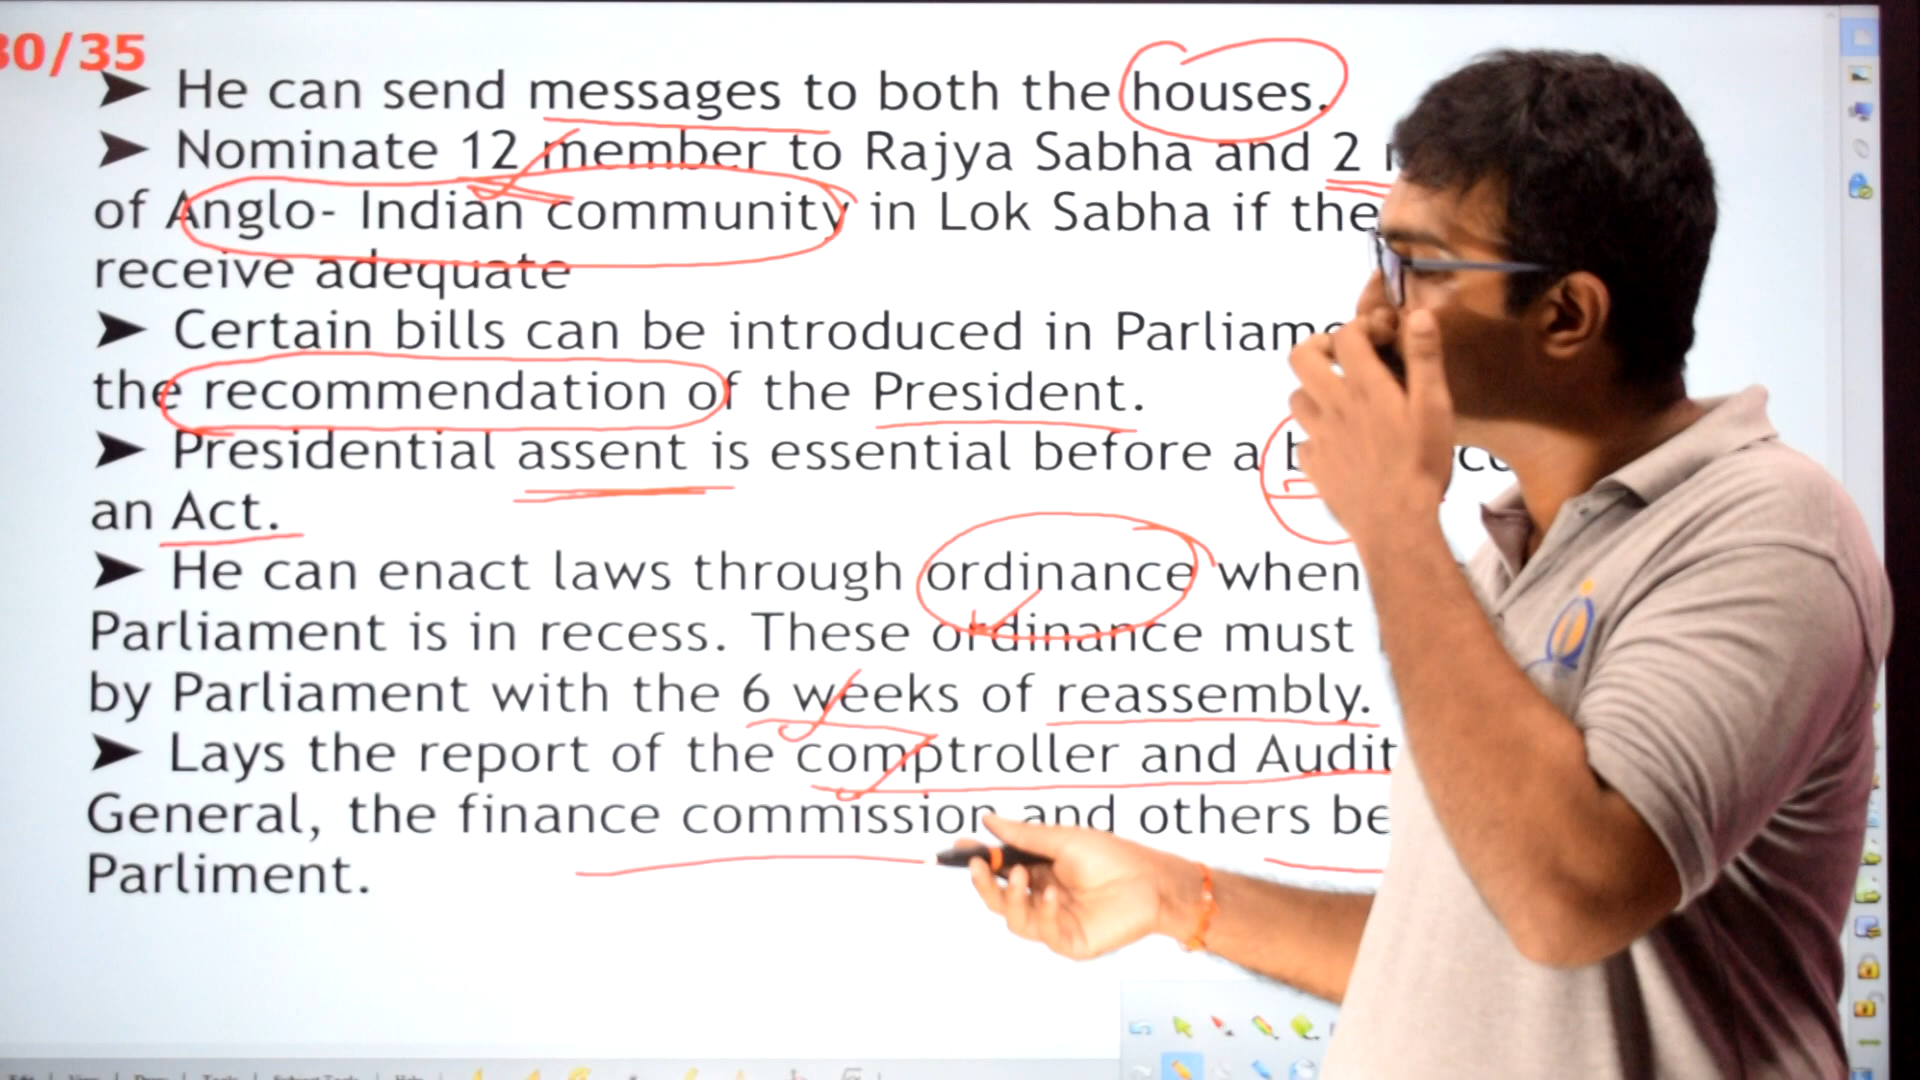 30/35
➤ He can send messages to both the houses.
➤ Nominate 12 member to Rajya Sabha and 2
of Anglo- Indian community in Lok Sabha if the
receive adequate
➤ Certain bills can be introduced in
the recommendation of the President.
➤ Presidential assent is essential before a
an Act.
➤ He can enact laws through ordinance when
Parliament is in recess. These ordinance must
by Parliament with the 6 weeks of reassembly.
➤ Lays the report of the comptroller and Audit
General, the finance commission and others be
Parliment.